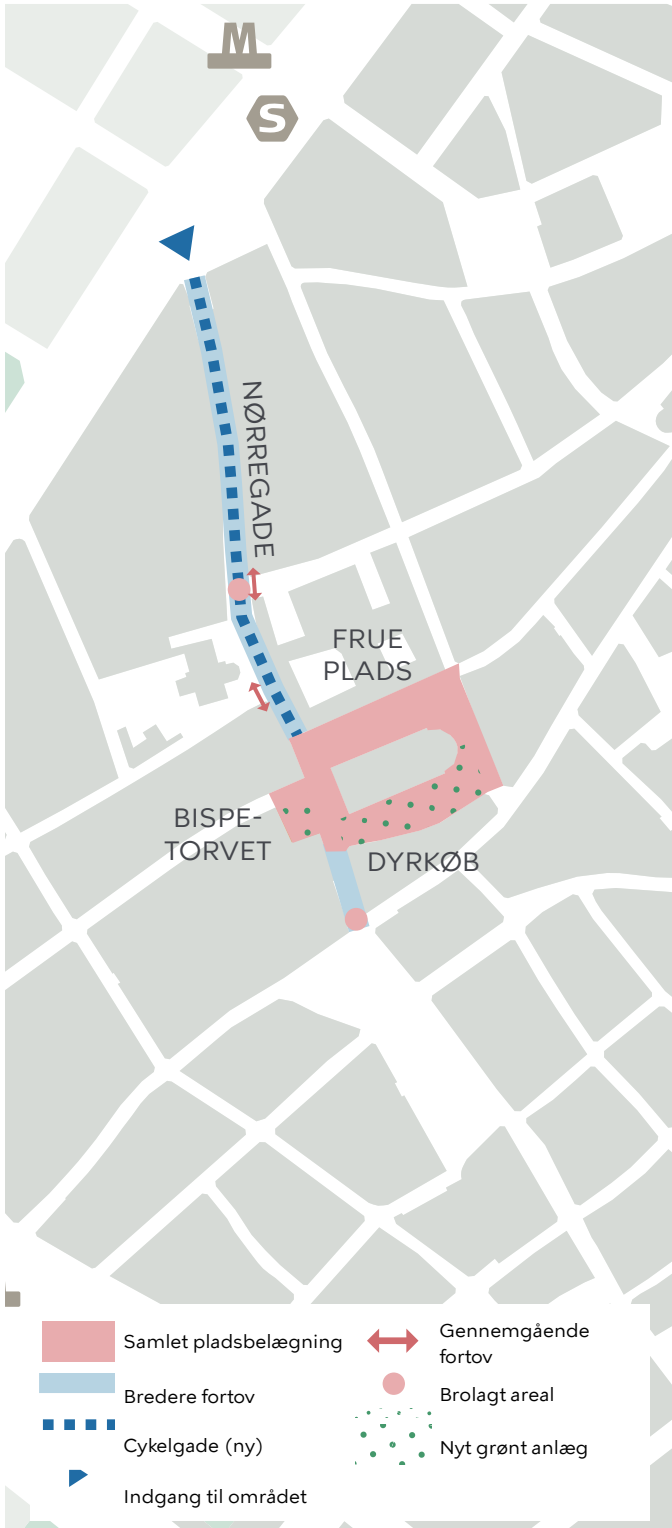 M
S
NØRREGADE
FRUE
PLADS
BISPE-
TORVET
DYRKØB
Samlet pladsbelægning
Bredere fortov
Cykelgade (ny)
Indgang til området
Gennemgående
fortov
Brolagt areal
Nyt grønt anlæg